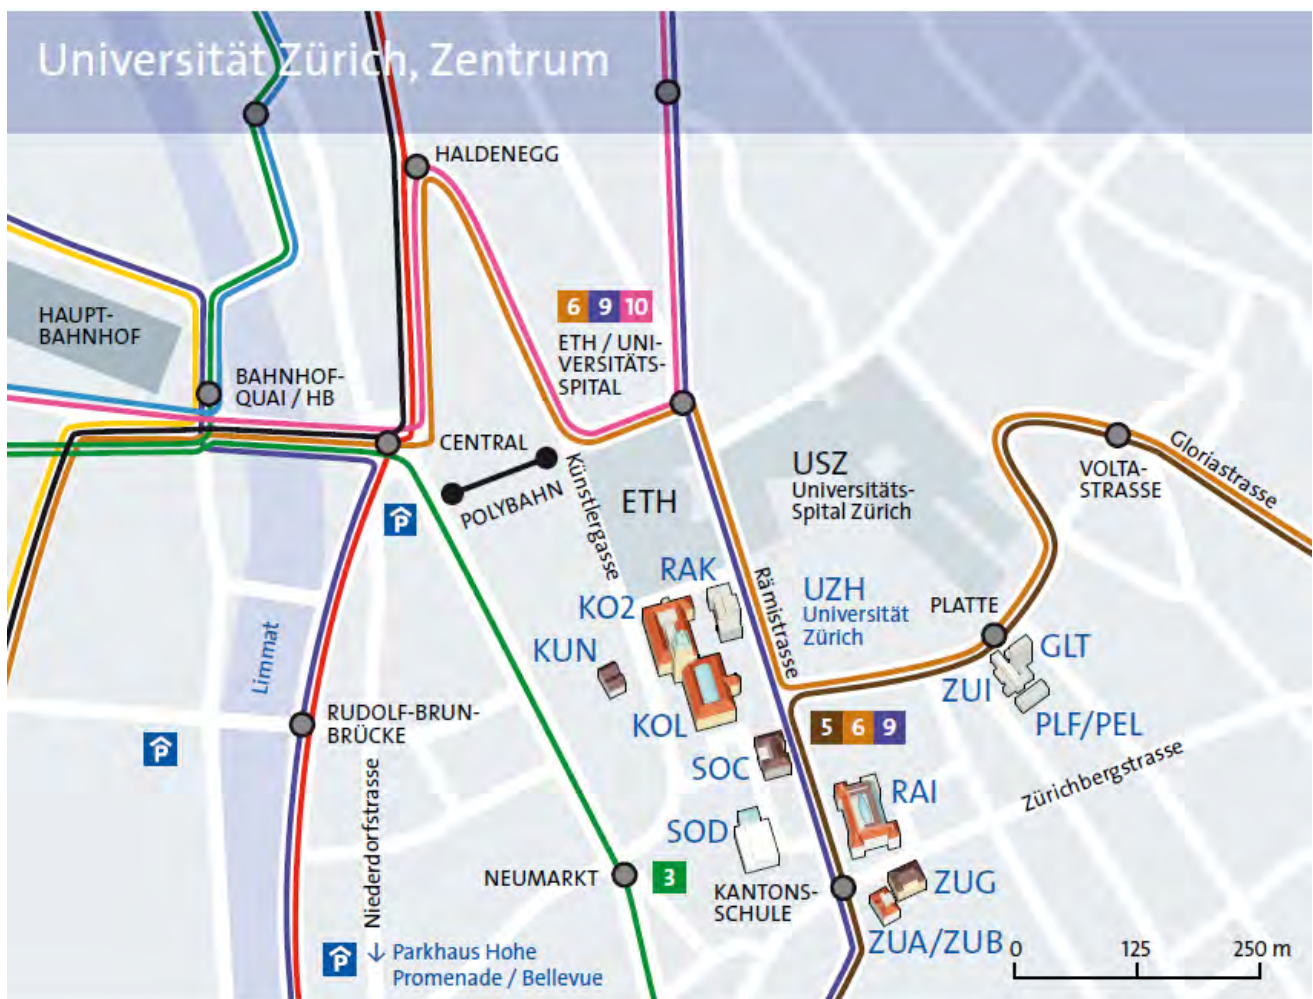 Universität Zürich, Zentrum
HALDENEGG
HAUPT-
BAHNHOF
6 9 10
ETH / UNI-
VERSITÄTS-
SPITAL
BAHNHOF-
QUAI / HB
CENTRAL
POLYBAHN
Künstlergasse
ETH
USZ
Universitäts-
Spital Zürich
VOLTA-
STRASSE
Gloriastrasse
P
RAK
KO2
KUN
KOL
Rämistrasse
UZH
Universität
Zürich
PLATTE
GLT
ZUI
PLF/PEL
Limmat
RUDOLF-BRUN-
BRÜCKE
P
5 6 9
SOC
RAI
SOD
Zürichbergstrasse
Niederdorfstrasse
NEUMARKT
3
KANTONS-
SCHULE
ZUG
ZUA/ZUB
P
↓ Parkhaus Hohe
Promenade / Bellevue
0 125 250 m